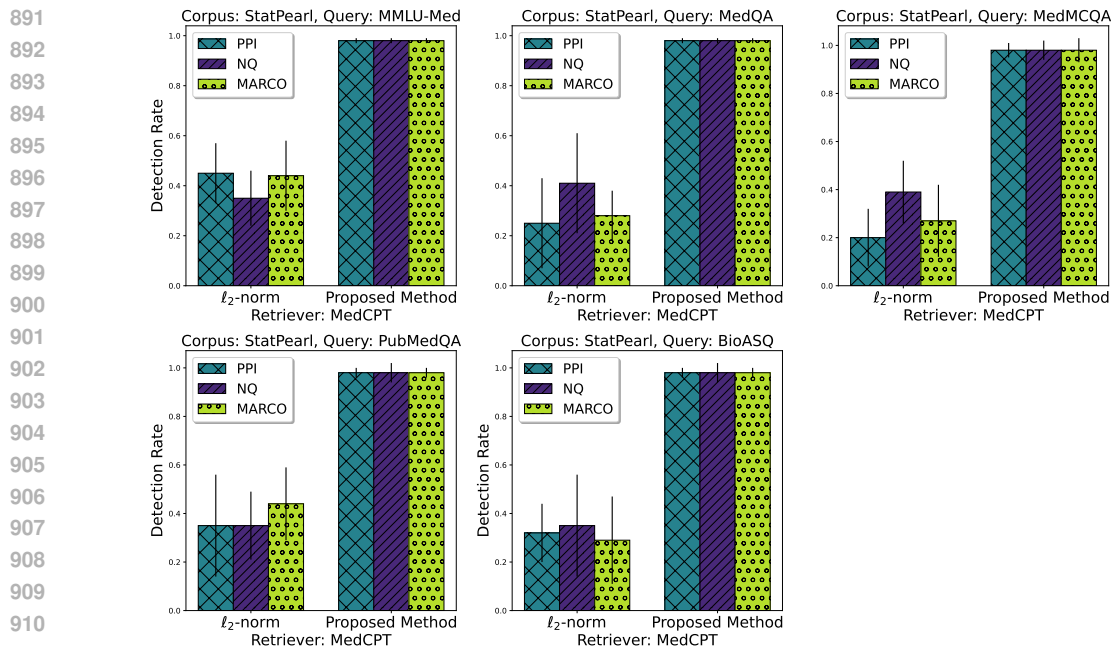 891
892
893
894
895
896
897
898
899
900
901
902
903
904
905
906
907
908
909
910
Corpus: StatPearl, Query: MMLU-Med
PPI
NQ
MARCO
Detection Rate
1.0
0.8
0.6
0.4
0.2
0.0
ℓ2-norm Proposed Method
Retriever: MedCPT
Corpus: StatPearl, Query: MedQA
PPI
NQ
MARCO
1.0
0.8
0.6
0.4
0.2
0.0
ℓ2-norm Proposed Method
Retriever: MedCPT
Corpus: StatPearl, Query: MedMCQA
PPI
NQ
MARCO
1.0
0.8
0.6
0.4
0.2
0.0
ℓ2-norm Proposed Method
Retriever: MedCPT
Corpus: StatPearl, Query: PubMedQA
PPI
NQ
MARCO
Detection Rate
1.0
0.8
0.6
0.4
0.2
0.0
ℓ2-norm Proposed Method
Retriever: MedCPT
Corpus: StatPearl, Query: BioASQ
PPI
NQ
MARCO
Detection Rate
1.0
0.8
0.6
0.4
0.2
0.0
ℓ2-norm Proposed Method
Retriever: MedCPT